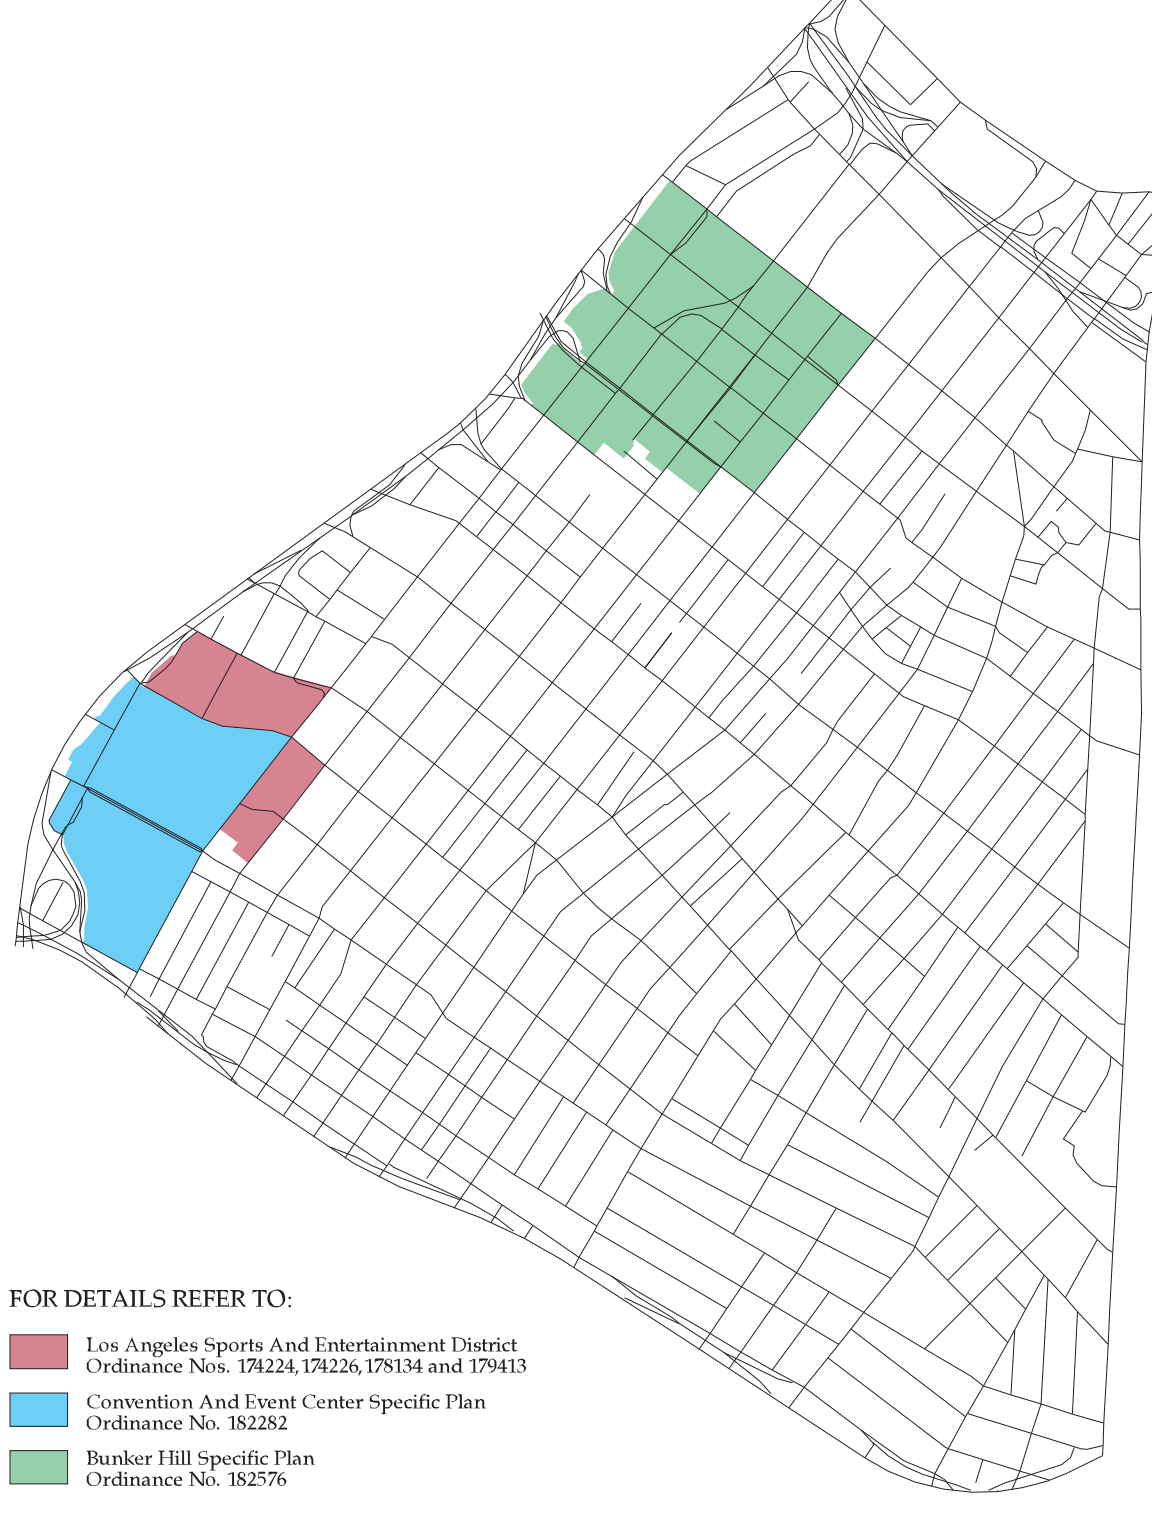 FOR DETAILS REFER TO:
Los Angeles Sports And Entertainment District
Ordinance Nos. 174224, 174226, 178134 and 179413
Convention And Event Center Specific Plan
Ordinance No. 182282
Bunker Hill Specific Plan
Ordinance No. 182576